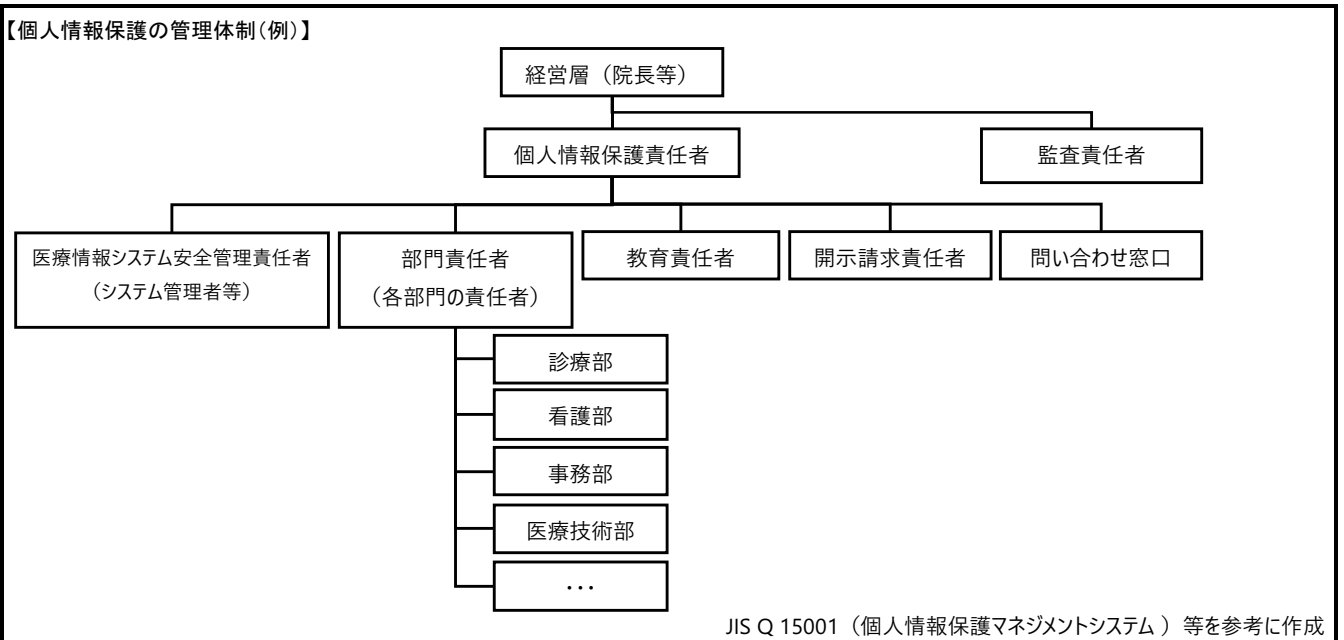 【個人情報保護の管理体制(例)】
経営層（院長等）
個人情報保護責任者
監査責任者
医療情報システム安全管理責任者
（システム管理者等）
部門責任者
（各部門の責任者）
教育責任者
開示請求責任者
問い合わせ窓口
診療部
看護部
事務部
医療技術部
・・・
JIS Q 15001（個人情報保護マネジメントシステム ）等を参考に作成